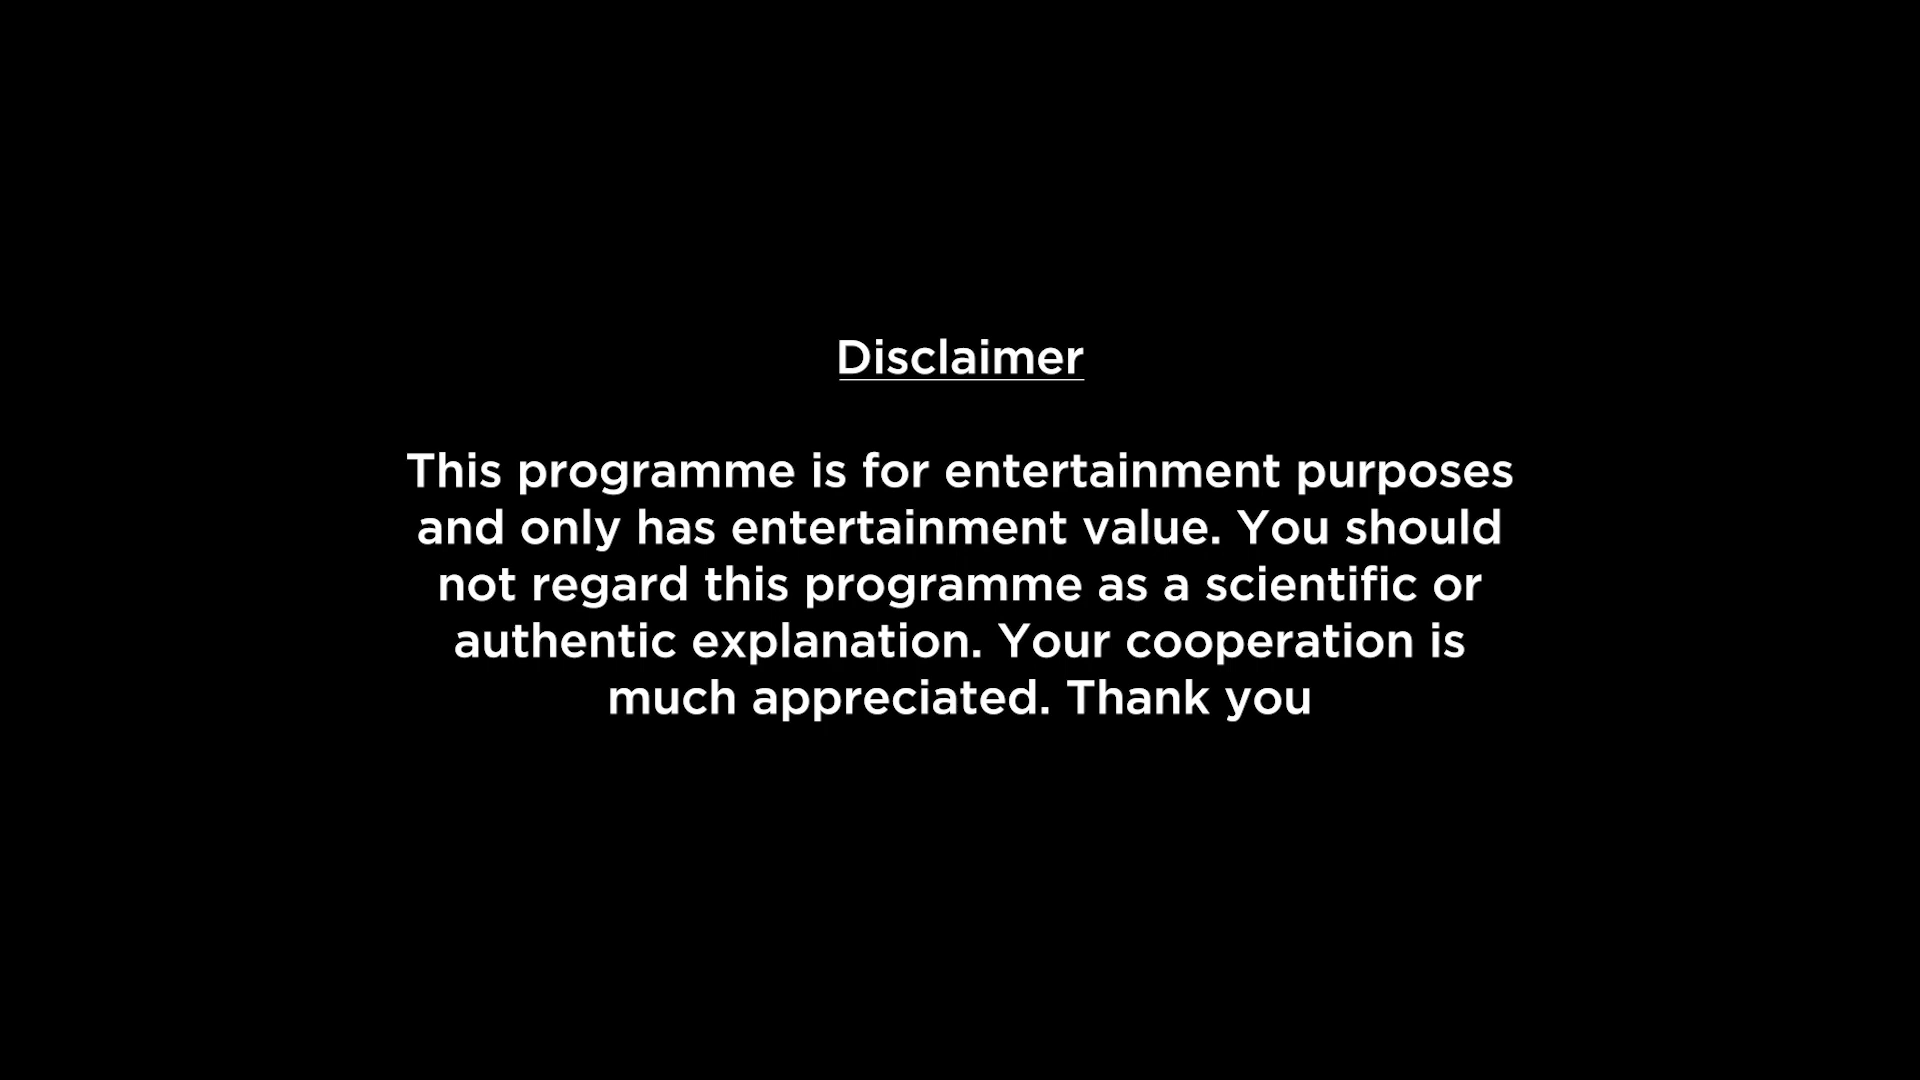 Disclaimer
This programme is for entertainment purposes
and only has entertainment value. You should
not regard this programme as a scientific or
authentic explanation. Your cooperation is
much appreciated. Thank you